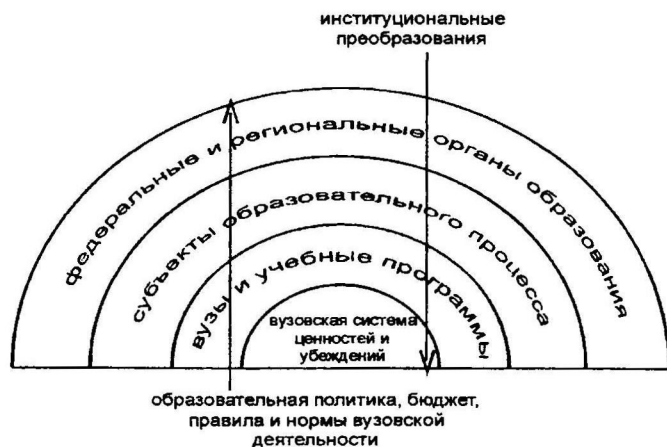 институциональные
преобразования
федеральные и региональные органы образования
субъекты образовательного процесса
вузы и учебные программы
вузовская система
ценностей и
убеждений
образовательная политика, бюджет,
правила и нормы вузовской
деятельности